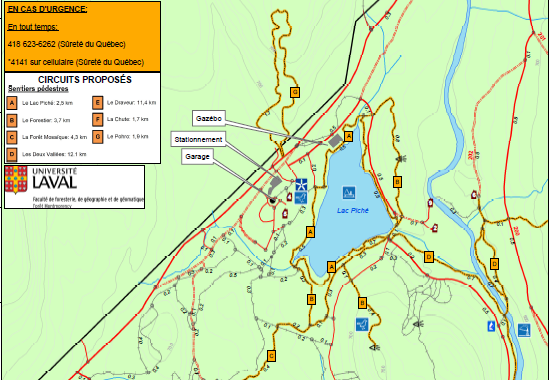 EN CAS D'URGENCE:
En tout temps:
418 623-6262 (Sûreté du Québec)
*4141 sur cellulaire (Sûreté du Québec)
CIRCUITS PROPOSÉS
Sentiers pédestres
A Le Lac Piché: 2,5 km
E Le Draveur: 11,4 km
B Le Forestier: 3,7 km
F La Chute: 1,7 km
C La Forêt Mosaïque: 4,3 km
G Le Pohro: 1,9 km
D Les Deux Vallées: 12,1 km
UNIVERSITÉ
LAVAL
Faculté de foresterie, de géographie et de géomatique
Forêt Montmorency
Gazébo
Stationnement
Garage
Lac Piché
G
A
B
A
A
D
D
B
B
C
201
202
200